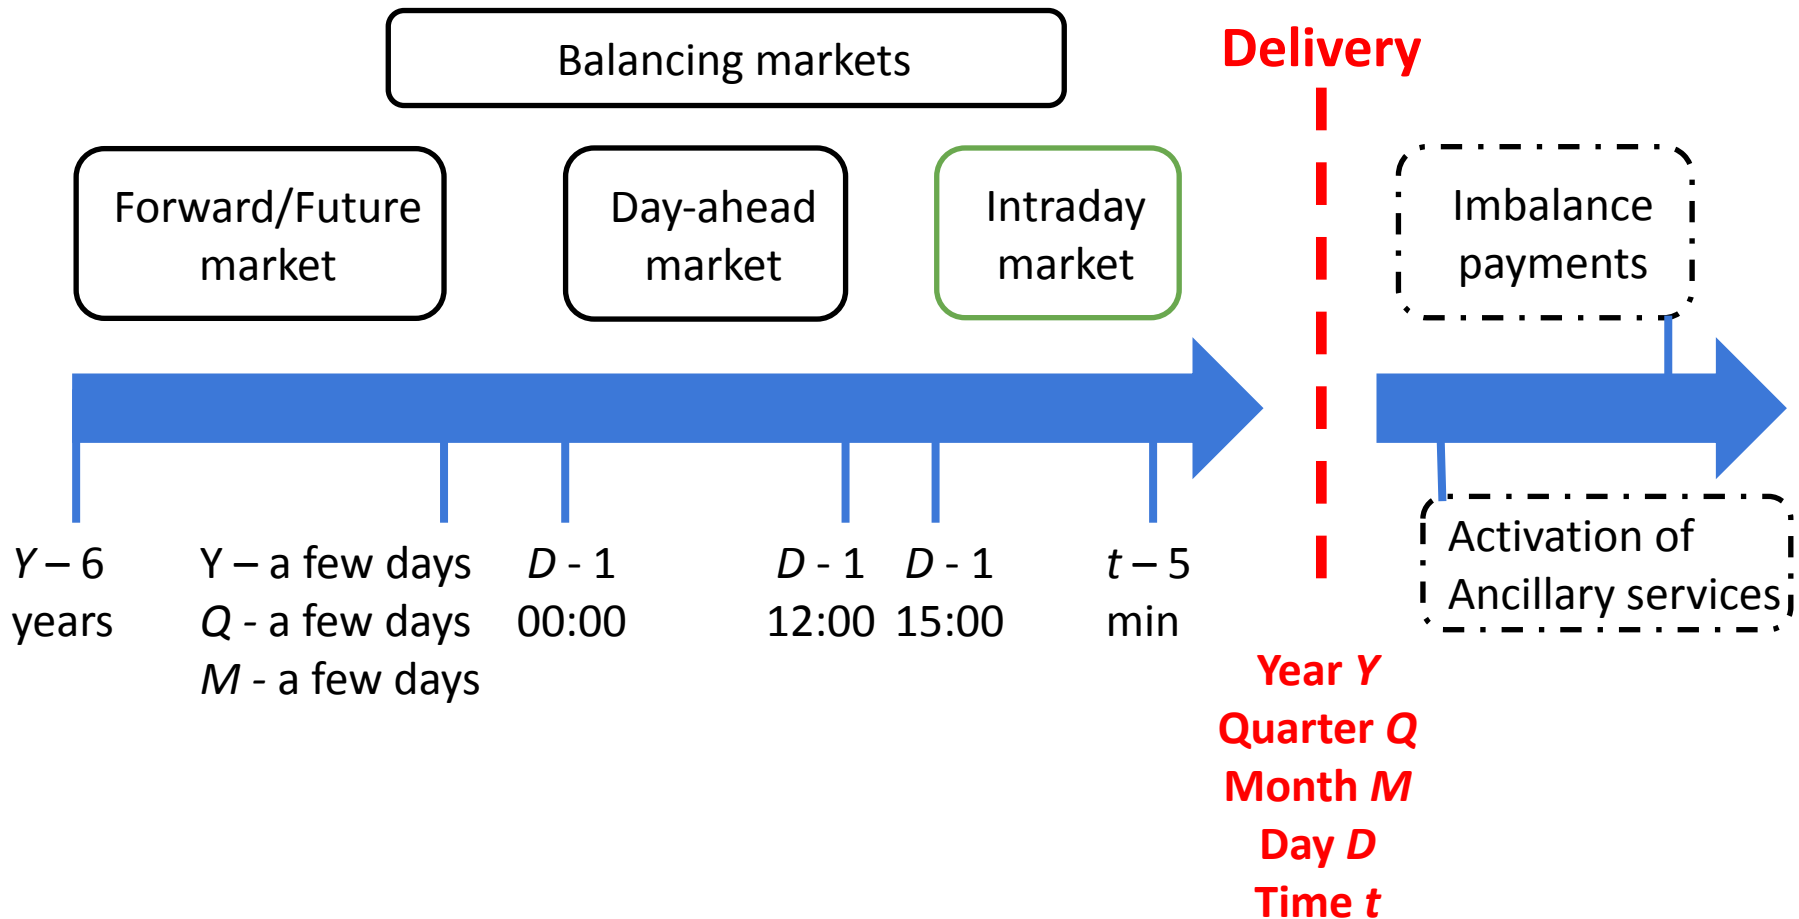 Balancing markets
Delivery
Forward/Future
market
Day-ahead
market
Intraday
market
Imbalance
payments
Y – 6
years
Y – a few days
Q - a few days
M - a few days
D - 1
00:00
D - 1
12:00
D - 1
15:00
t – 5
min
Activation of
Ancillary services
Year Y
Quarter Q
Month M
Day D
Time t